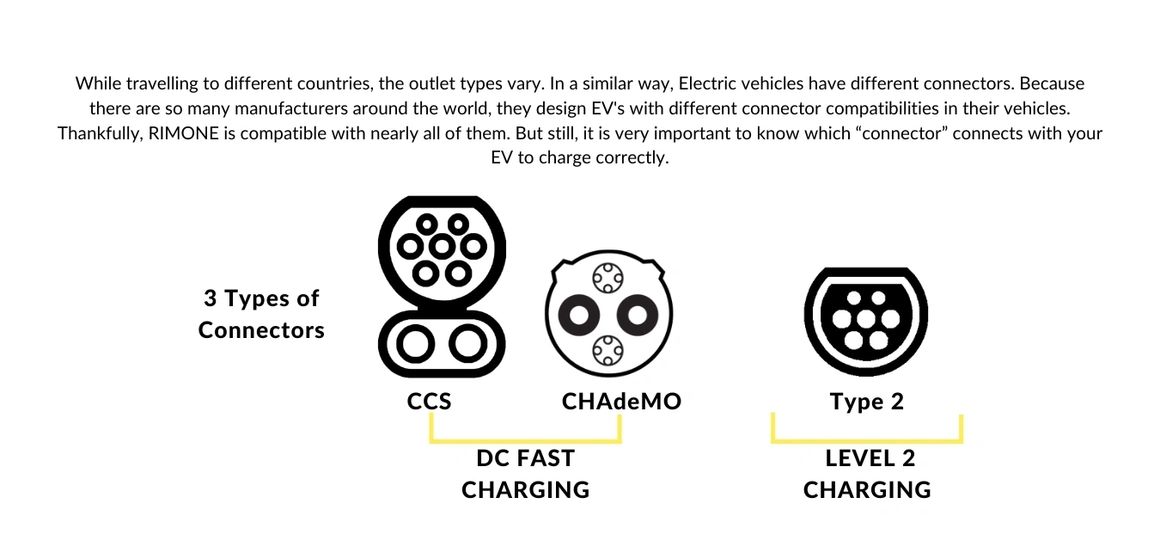 While travelling to different countries, the outlet types vary. In a similar way, Electric vehicles have different connectors. Because
there are so many manufacturers around the world, they design EV's with different connector compatibilities in their vehicles.
Thankfully, RIMONE is compatible with nearly all of them. But still, it is very important to know which “connector” connects with your
EV to charge correctly.
3 Types of
Connectors
CCS
CHAdeMO
Type 2
DC FAST
CHARGING
LEVEL 2
CHARGING